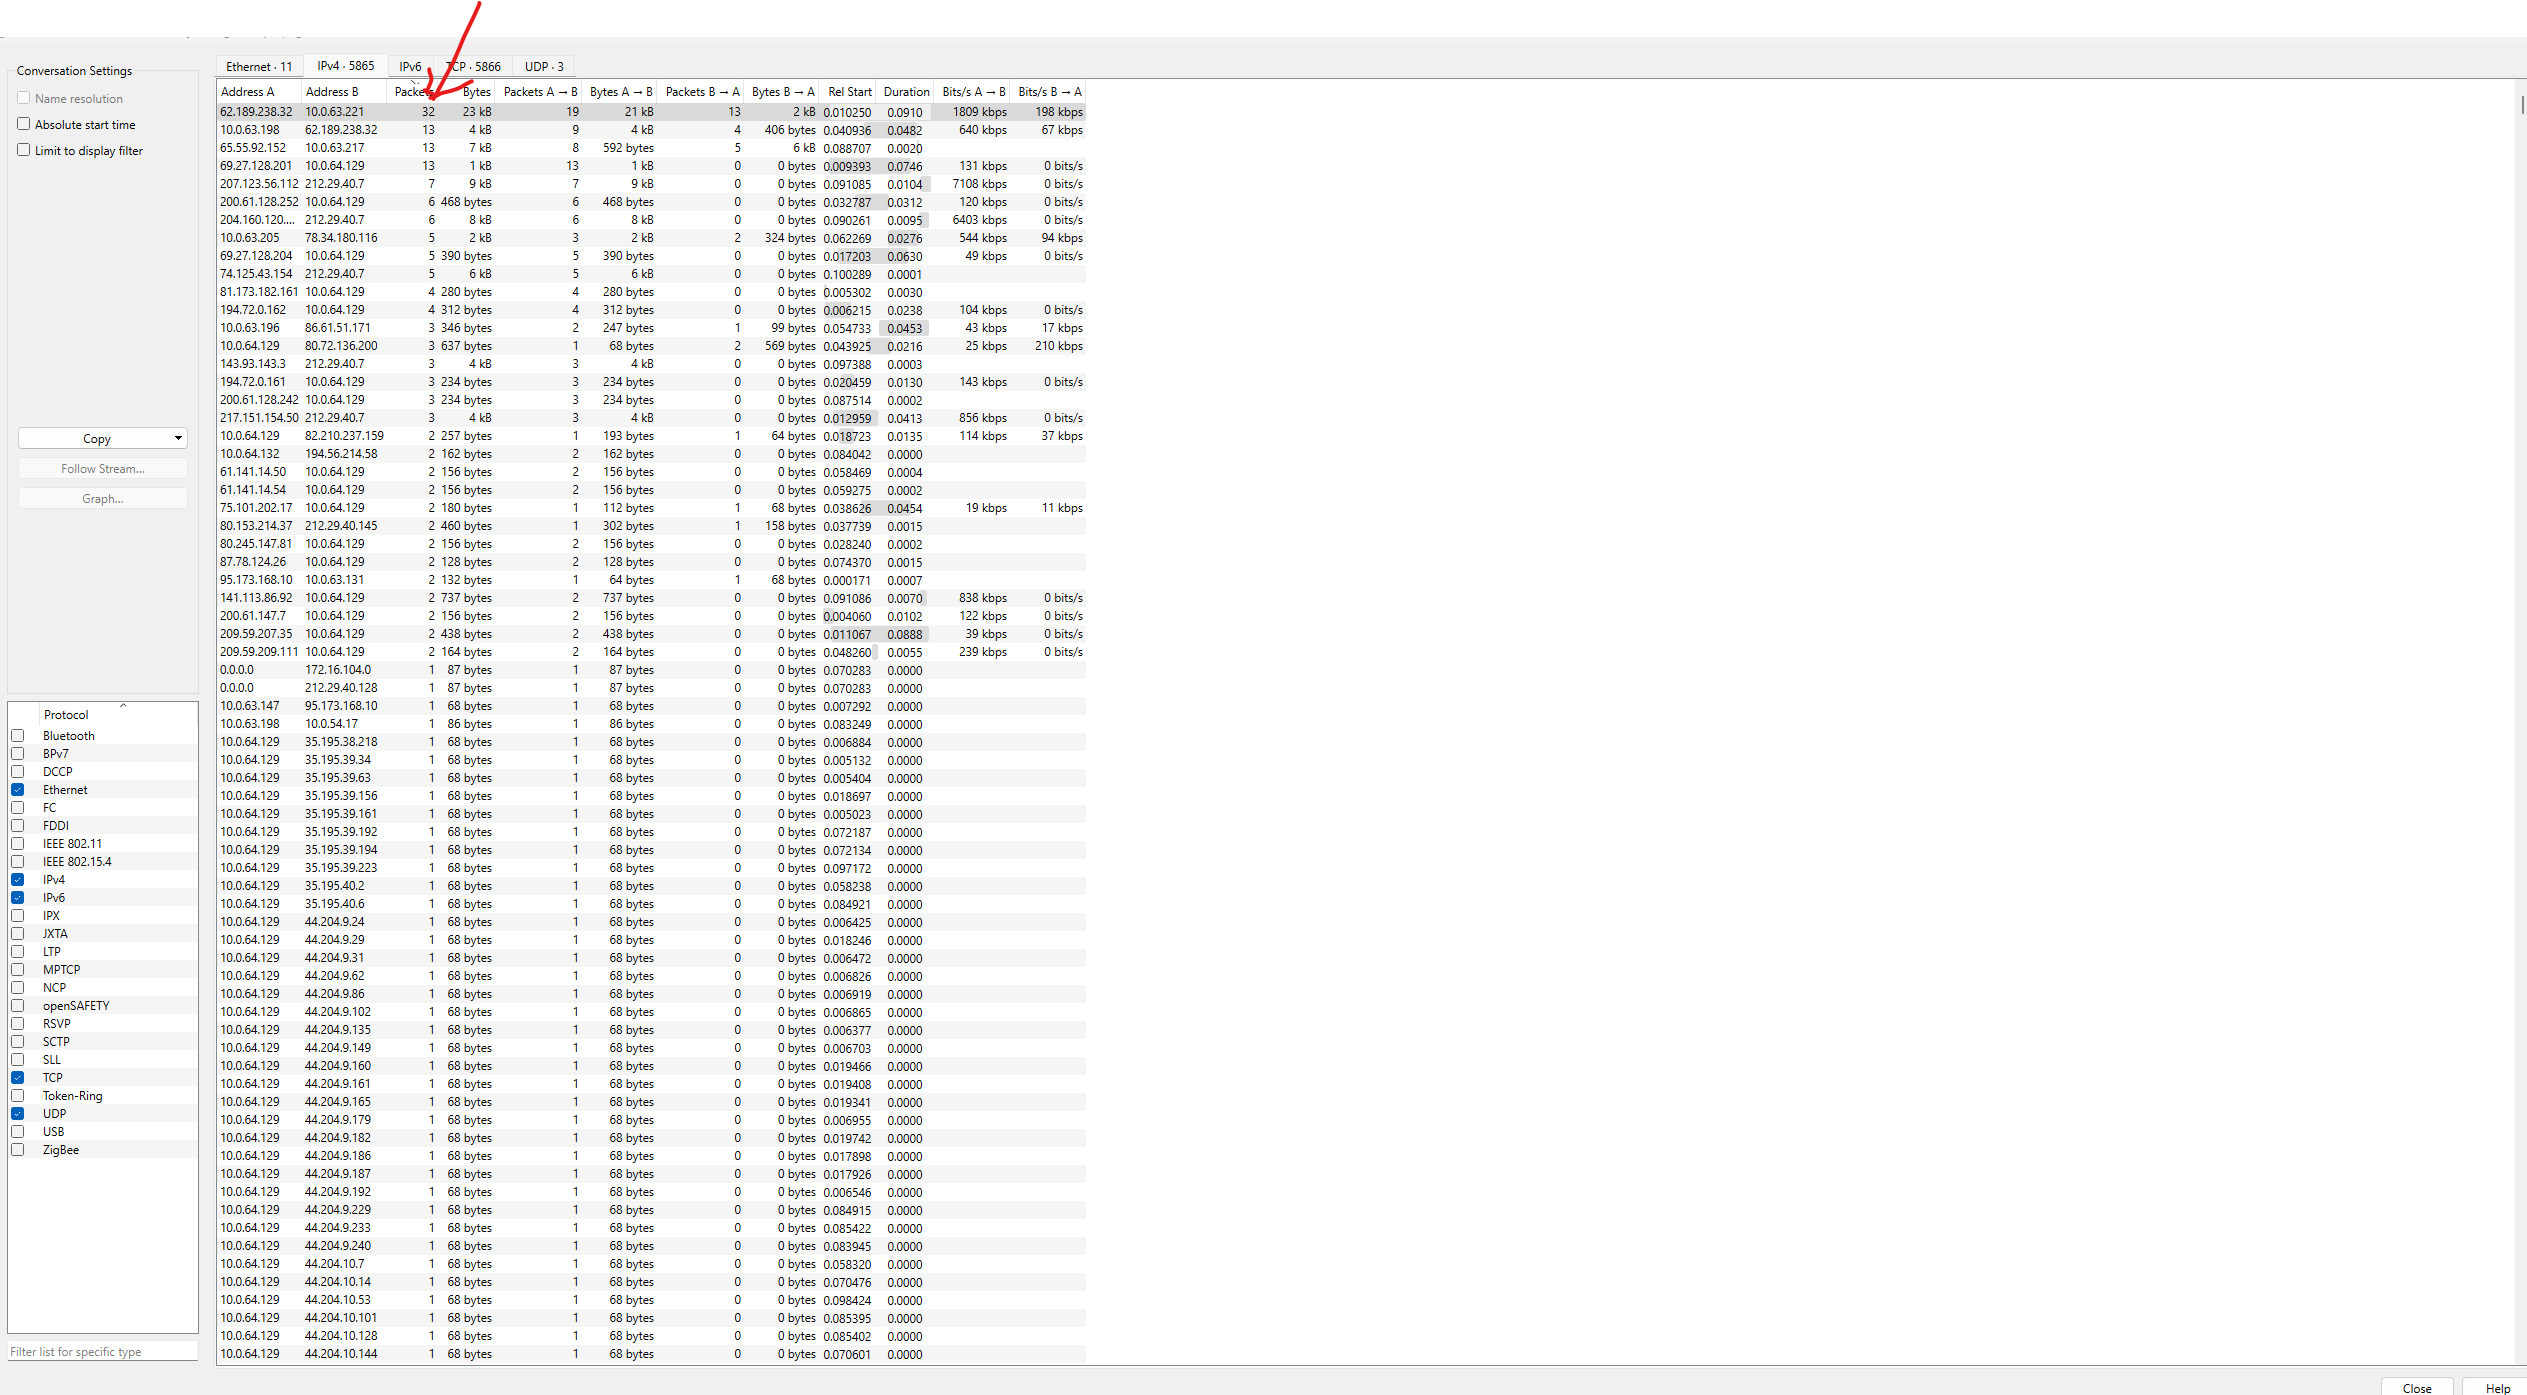 Conversation Settings
Name resolution
Absolute start time
Limit to display filter
Copy
Follow Stream...
Graph...
Protocol
Bluetooth
BPv7
DCCP
Ethernet
FC
FDDI
IEEE 802.11
IEEE 802.15.4
IPv4
IPv6
IPX
JXTA
LTP
MPTCP
NCP
openSAFETY
RSVP
SCTP
SLL
TCP
Token-Ring
UDP
USB
ZigBee
Filter list for specific type
Ethernet · 11 IPv4 · 5865 IPv6 TCP · 5866 UDP · 3
Address A Address B Packets Bytes Packets A → B Bytes A → B Packets B → A Bytes B → A Rel Start Duration Bits/s A → B Bits/s B → A
62.189.238.32 10.0.63.221 32 23 kB 19 21 kB 13 2 kB 0.010250 0.0910 1809 kbps 198 kbps
10.0.63.198 62.189.238.32 13 4 kB 9 4 kB 4 406 bytes 0.040936 0.0482 640 kbps 67 kbps
65.55.92.152 10.0.63.217 13 7 kB 8 592 bytes 5 6 kB 0.088707 0.0020
69.27.128.201 10.0.64.129 13 1 kB 13 1 kB 0 0 bytes 0.009393 0.0746 131 kbps 0 bits/s
207.123.56.112 212.29.40.7 7 9 kB 7 9 kB 0 0 bytes 0.091085 0.0104 7108 kbps 0 bits/s
200.61.128.252 10.0.64.129 6 468 bytes 6 468 bytes 0 0 bytes 0.032787 0.0312 120 kbps 0 bits/s
204.160.120.... 212.29.40.7 6 8 kB 6 8 kB 0 0 bytes 0.090261 0.0095 6403 kbps 0 bits/s
10.0.63.205 78.34.180.116 5 2 kB 3 2 kB 2 324 bytes 0.062269 0.0276 544 kbps 94 kbps
69.27.128.204 10.0.64.129 5 390 bytes 5 390 bytes 0 0 bytes 0.017203 0.0630 49 kbps 0 bits/s
74.125.43.154 212.29.40.7 5 6 kB 5 6 kB 0 0 bytes 0.100289 0.0001
81.173.182.161 10.0.64.129 4 280 bytes 4 280 bytes 0 0 bytes 0.005302 0.0030
194.72.0.162 10.0.64.129 4 312 bytes 4 312 bytes 0 0 bytes 0.006215 0.0238 104 kbps 0 bits/s
10.0.63.196 86.61.51.171 3 346 bytes 2 247 bytes 1 99 bytes 0.054733 0.0453 43 kbps 17 kbps
10.0.64.129 80.72.136.200 3 637 bytes 1 68 bytes 2 569 bytes 0.043925 0.0216 25 kbps 210 kbps
143.93.143.3 212.29.40.7 3 4 kB 3 4 kB 0 0 bytes 0.097388 0.0003
194.72.0.161 10.0.64.129 3 234 bytes 3 234 bytes 0 0 bytes 0.020459 0.0130 143 kbps 0 bits/s
200.61.128.242 10.0.64.129 3 234 bytes 3 234 bytes 0 0 bytes 0.087514 0.0002
217.151.154.50 212.29.40.7 3 4 kB 3 4 kB 0 0 bytes 0.012959 0.0413 856 kbps 0 bits/s
10.0.64.129 82.210.237.159 2 257 bytes 1 193 bytes 1 64 bytes 0.018723 0.0135 114 kbps 37 kbps
10.0.64.132 194.56.214.58 2 162 bytes 2 162 bytes 0 0 bytes 0.084042 0.0000
61.141.14.50 10.0.64.129 2 156 bytes 2 156 bytes 0 0 bytes 0.058469 0.0004
61.141.14.54 10.0.64.129 2 156 bytes 2 156 bytes 0 0 bytes 0.059275 0.0002
75.101.202.17 10.0.64.129 2 180 bytes 1 112 bytes 1 68 bytes 0.038626 0.0454 19 kbps 11 kbps
80.153.214.37 212.29.40.145 2 460 bytes 1 302 bytes 1 158 bytes 0.037739 0.0015
80.245.147.81 10.0.64.129 2 156 bytes 2 156 bytes 0 0 bytes 0.028240 0.0002
87.78.124.26 10.0.64.129 2 128 bytes 2 128 bytes 0 0 bytes 0.074370 0.0015
95.173.168.10 10.0.63.131 2 132 bytes 1 64 bytes 1 68 bytes 0.000171 0.0007
141.113.86.92 10.0.64.129 2 737 bytes 2 737 bytes 0 0 bytes 0.091086 0.0070 838 kbps 0 bits/s
200.61.147.7 10.0.64.129 2 156 bytes 2 156 bytes 0 0 bytes 0.004060 0.0102 122 kbps 0 bits/s
209.59.207.35 10.0.64.129 2 438 bytes 2 438 bytes 0 0 bytes 0.011067 0.0888 39 kbps 0 bits/s
209.59.209.111 10.0.64.129 2 164 bytes 2 164 bytes 0 0 bytes 0.048260 0.0055 239 kbps 0 bits/s
0.0.0.0 172.16.104.0 1 87 bytes 1 87 bytes 0 0 bytes 0.070283 0.0000
0.0.0.0 212.29.40.128 1 87 bytes 1 87 bytes 0 0 bytes 0.070283 0.0000
10.0.63.147 95.173.168.10 1 68 bytes 1 68 bytes 0 0 bytes 0.007292 0.0000
10.0.63.198 10.0.54.17 1 86 bytes 1 86 bytes 0 0 bytes 0.083249 0.0000
10.0.64.129 35.195.38.218 1 68 bytes 1 68 bytes 0 0 bytes 0.006884 0.0000
10.0.64.129 35.195.39.34 1 68 bytes 1 68 bytes 0 0 bytes 0.005132 0.0000
10.0.64.129 35.195.39.63 1 68 bytes 1 68 bytes 0 0 bytes 0.005404 0.0000
10.0.64.129 35.195.39.156 1 68 bytes 1 68 bytes 0 0 bytes 0.018697 0.0000
10.0.64.129 35.195.39.161 1 68 bytes 1 68 bytes 0 0 bytes 0.005023 0.0000
10.0.64.129 35.195.39.192 1 68 bytes 1 68 bytes 0 0 bytes 0.072187 0.0000
10.0.64.129 35.195.39.194 1 68 bytes 1 68 bytes 0 0 bytes 0.072134 0.0000
10.0.64.129 35.195.39.223 1 68 bytes 1 68 bytes 0 0 bytes 0.097172 0.0000
10.0.64.129 35.195.40.2 1 68 bytes 1 68 bytes 0 0 bytes 0.058238 0.0000
10.0.64.129 35.195.40.6 1 68 bytes 1 68 bytes 0 0 bytes 0.084921 0.0000
10.0.64.129 44.204.9.24 1 68 bytes 1 68 bytes 0 0 bytes 0.006425 0.0000
10.0.64.129 44.204.9.29 1 68 bytes 1 68 bytes 0 0 bytes 0.018246 0.0000
10.0.64.129 44.204.9.31 1 68 bytes 1 68 bytes 0 0 bytes 0.006472 0.0000
10.0.64.129 44.204.9.62 1 68 bytes 1 68 bytes 0 0 bytes 0.006826 0.0000
10.0.64.129 44.204.9.86 1 68 bytes 1 68 bytes 0 0 bytes 0.006919 0.0000
10.0.64.129 44.204.9.102 1 68 bytes 1 68 bytes 0 0 bytes 0.006865 0.0000
10.0.64.129 44.204.9.135 1 68 bytes 1 68 bytes 0 0 bytes 0.006377 0.0000
10.0.64.129 44.204.9.149 1 68 bytes 1 68 bytes 0 0 bytes 0.006703 0.0000
10.0.64.129 44.204.9.160 1 68 bytes 1 68 bytes 0 0 bytes 0.019466 0.0000
10.0.64.129 44.204.9.161 1 68 bytes 1 68 bytes 0 0 bytes 0.019408 0.0000
10.0.64.129 44.204.9.165 1 68 bytes 1 68 bytes 0 0 bytes 0.019341 0.0000
10.0.64.129 44.204.9.179 1 68 bytes 1 68 bytes 0 0 bytes 0.006955 0.0000
10.0.64.129 44.204.9.182 1 68 bytes 1 68 bytes 0 0 bytes 0.019742 0.0000
10.0.64.129 44.204.9.186 1 68 bytes 1 68 bytes 0 0 bytes 0.017898 0.0000
10.0.64.129 44.204.9.187 1 68 bytes 1 68 bytes 0 0 bytes 0.017926 0.0000
10.0.64.129 44.204.9.192 1 68 bytes 1 68 bytes 0 0 bytes 0.006546 0.0000
10.0.64.129 44.204.9.229 1 68 bytes 1 68 bytes 0 0 bytes 0.084915 0.0000
10.0.64.129 44.204.9.233 1 68 bytes 1 68 bytes 0 0 bytes 0.085422 0.0000
10.0.64.129 44.204.9.240 1 68 bytes 1 68 bytes 0 0 bytes 0.083945 0.0000
10.0.64.129 44.204.10.7 1 68 bytes 1 68 bytes 0 0 bytes 0.058320 0.0000
10.0.64.129 44.204.10.14 1 68 bytes 1 68 bytes 0 0 bytes 0.070476 0.0000
10.0.64.129 44.204.10.53 1 68 bytes 1 68 bytes 0 0 bytes 0.098424 0.0000
10.0.64.129 44.204.10.101 1 68 bytes 1 68 bytes 0 0 bytes 0.085395 0.0000
10.0.64.129 44.204.10.128 1 68 bytes 1 68 bytes 0 0 bytes 0.085402 0.0000
10.0.64.129 44.204.10.144 1 68 bytes 1 68 bytes 0 0 bytes 0.070601 0.0000
Close Help